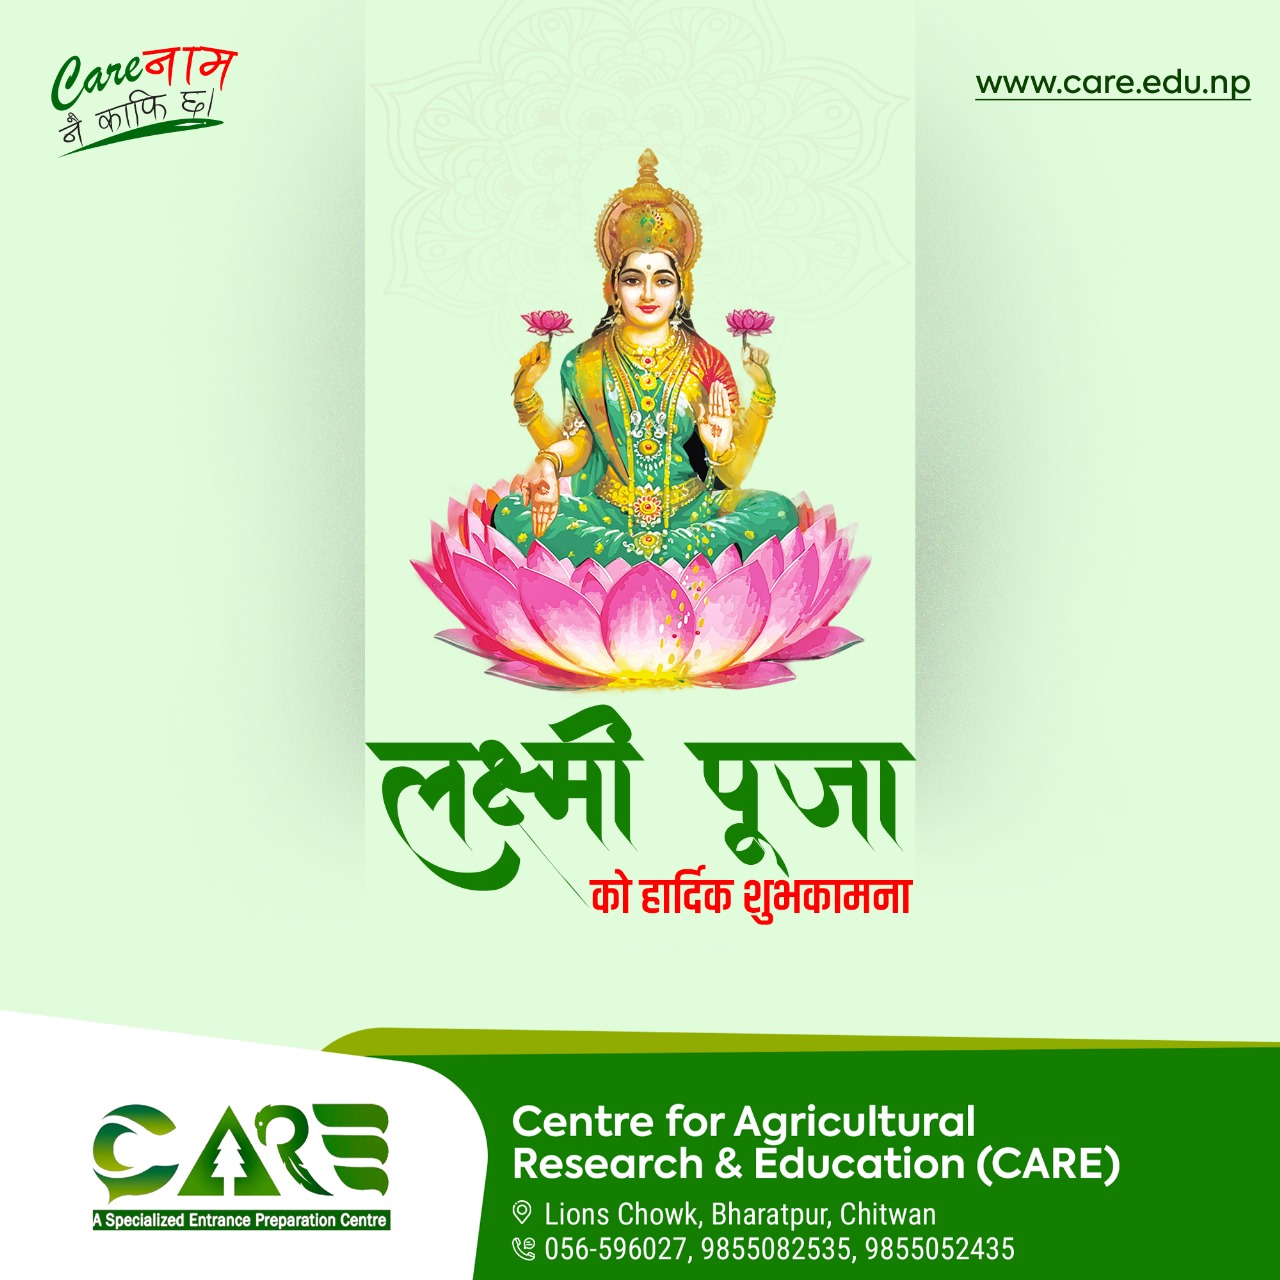 Careनाम
नै काफि छ।
www.care.edu.np
लक्ष्मी पूजा
को हार्दिक शुभकामना
CARE
A Specialized Entrance Preparation Centre
Centre for Agricultural
Research & Education (CARE)
Lions Chowk, Bharatpur, Chitwan
056-596027, 9855082535, 9855052435